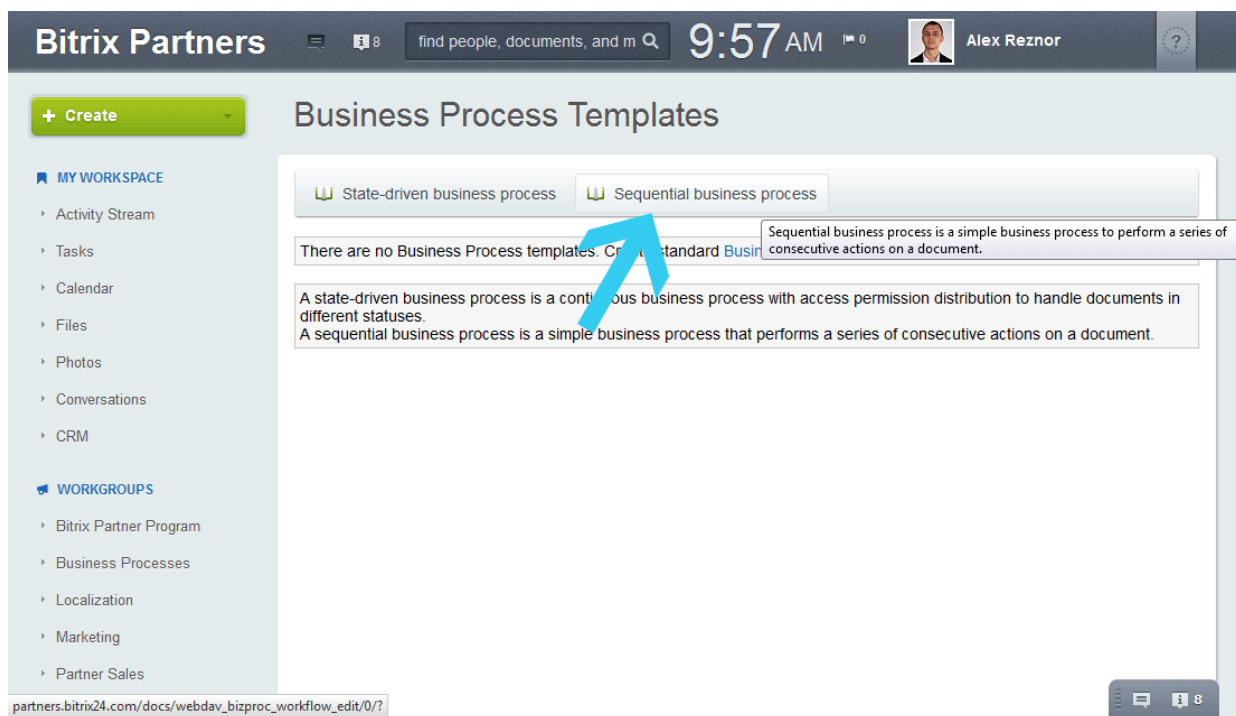 Bitrix Partners
8
find people, documents, and m
9:57 AM
0
Alex Reznor
?
+ Create
Business Process Templates
MY WORKSPACE
Activity Stream
Tasks
Calendar
Files
Photos
Conversations
CRM
WORKGROUPS
Bitrix Partner Program
Business Processes
Localization
Marketing
Partner Sales
State-driven business process
Sequential business process
Sequential business process is a simple business process to perform a series of
consecutive actions on a document.
There are no Business Process templates. standard Busin
A state-driven business process is a business process with access permission distribution to handle documents in
different statuses.
A sequential business process is a simple business process that performs a series of consecutive actions on a document.
partners.bitrix24.com/docs/webdav_bizproc_workflow_edit/0/?
8